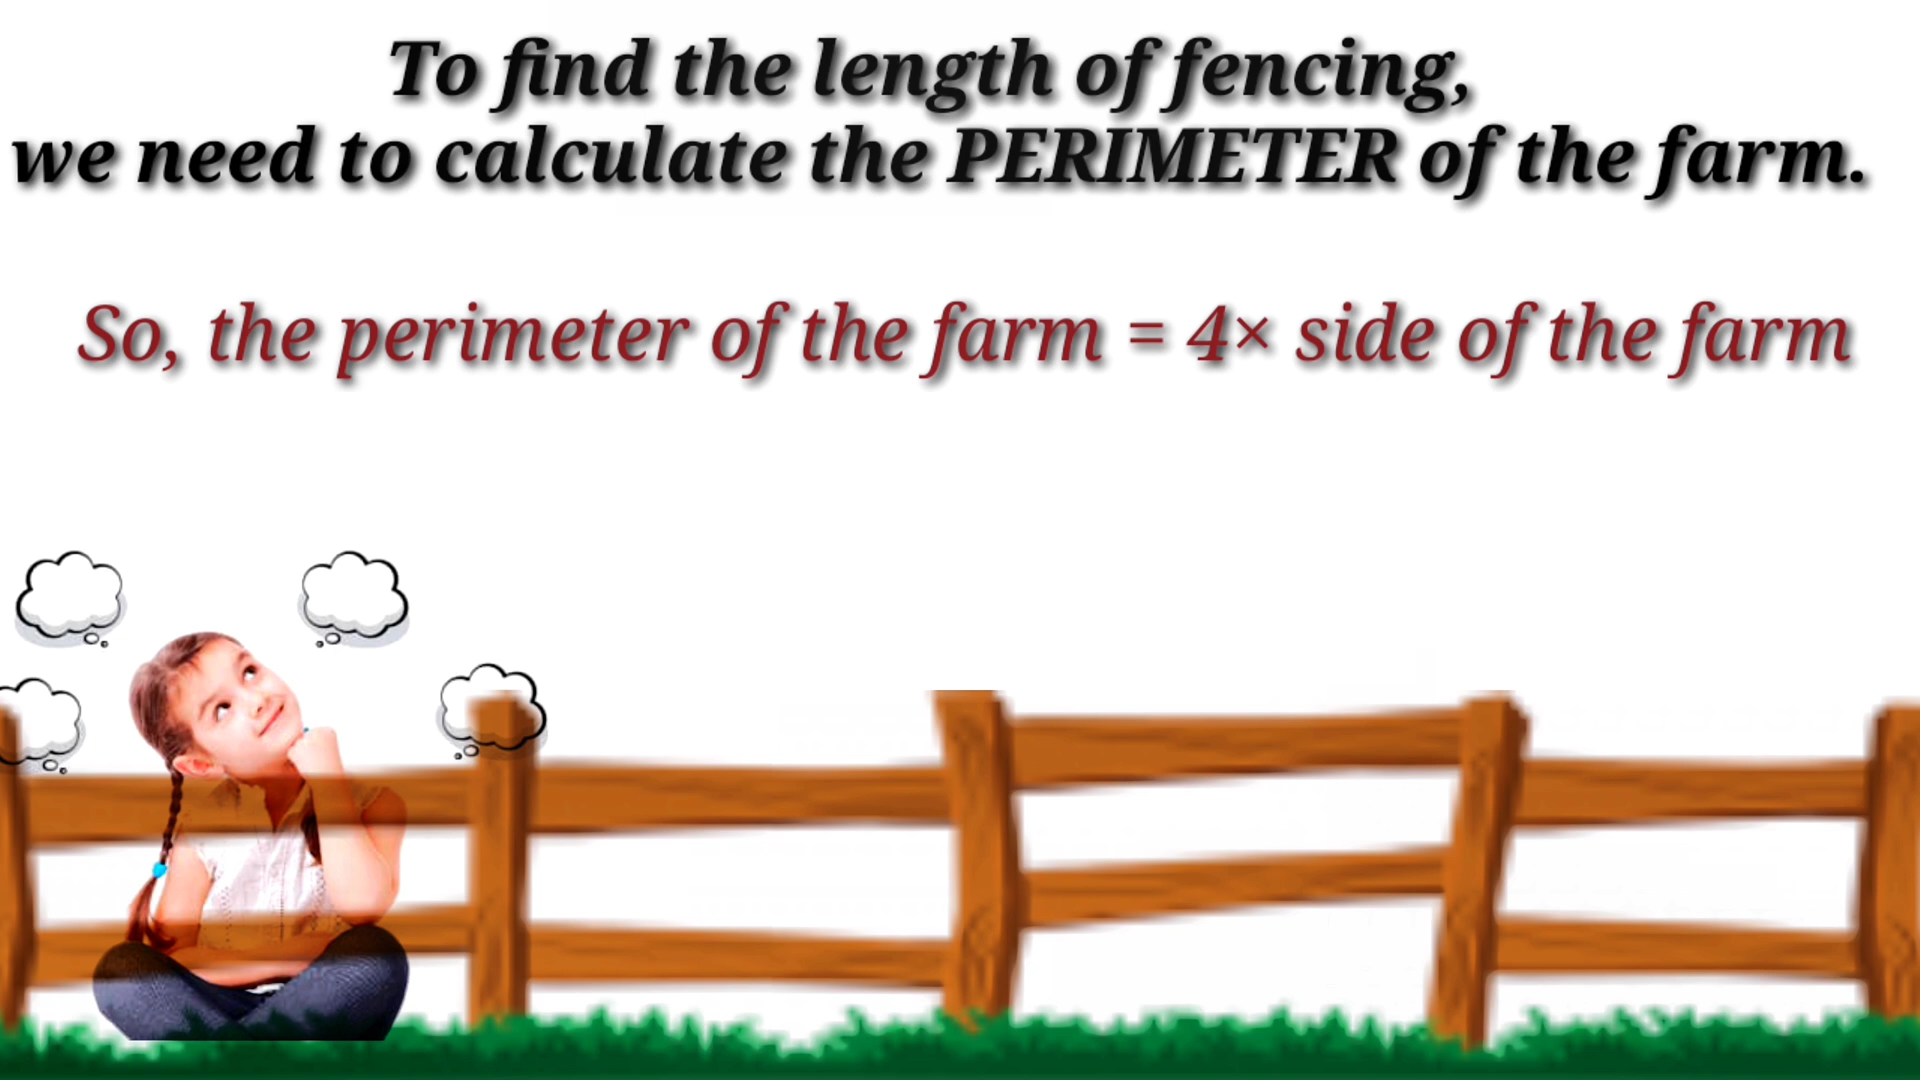 To find the length of fencing,
we need to calculate the PERIMETER of the farm.
So, the perimeter of the farm = 4× side of the farm